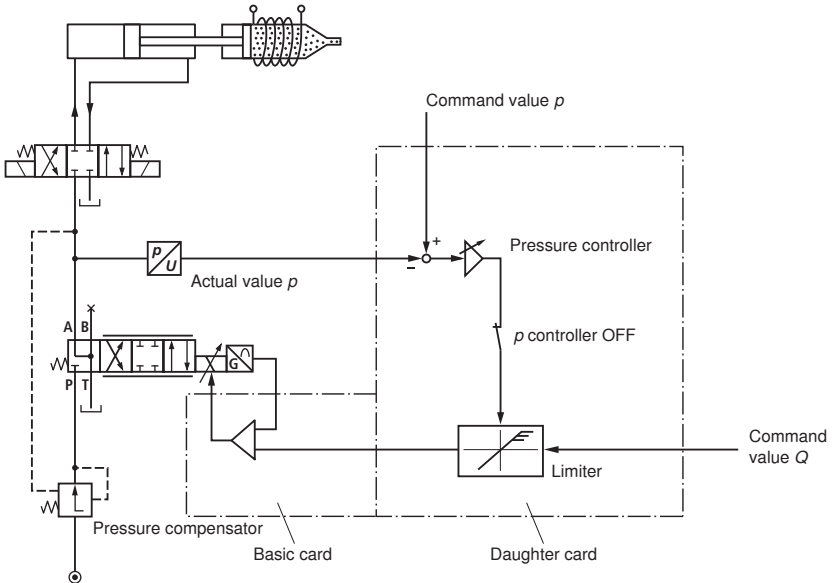 Command value p
p
U
Actual value p
+
−
Pressure controller
A B
P T
G
p controller OFF
Command
value Q
Limiter
Pressure compensator
Basic card
Daughter card